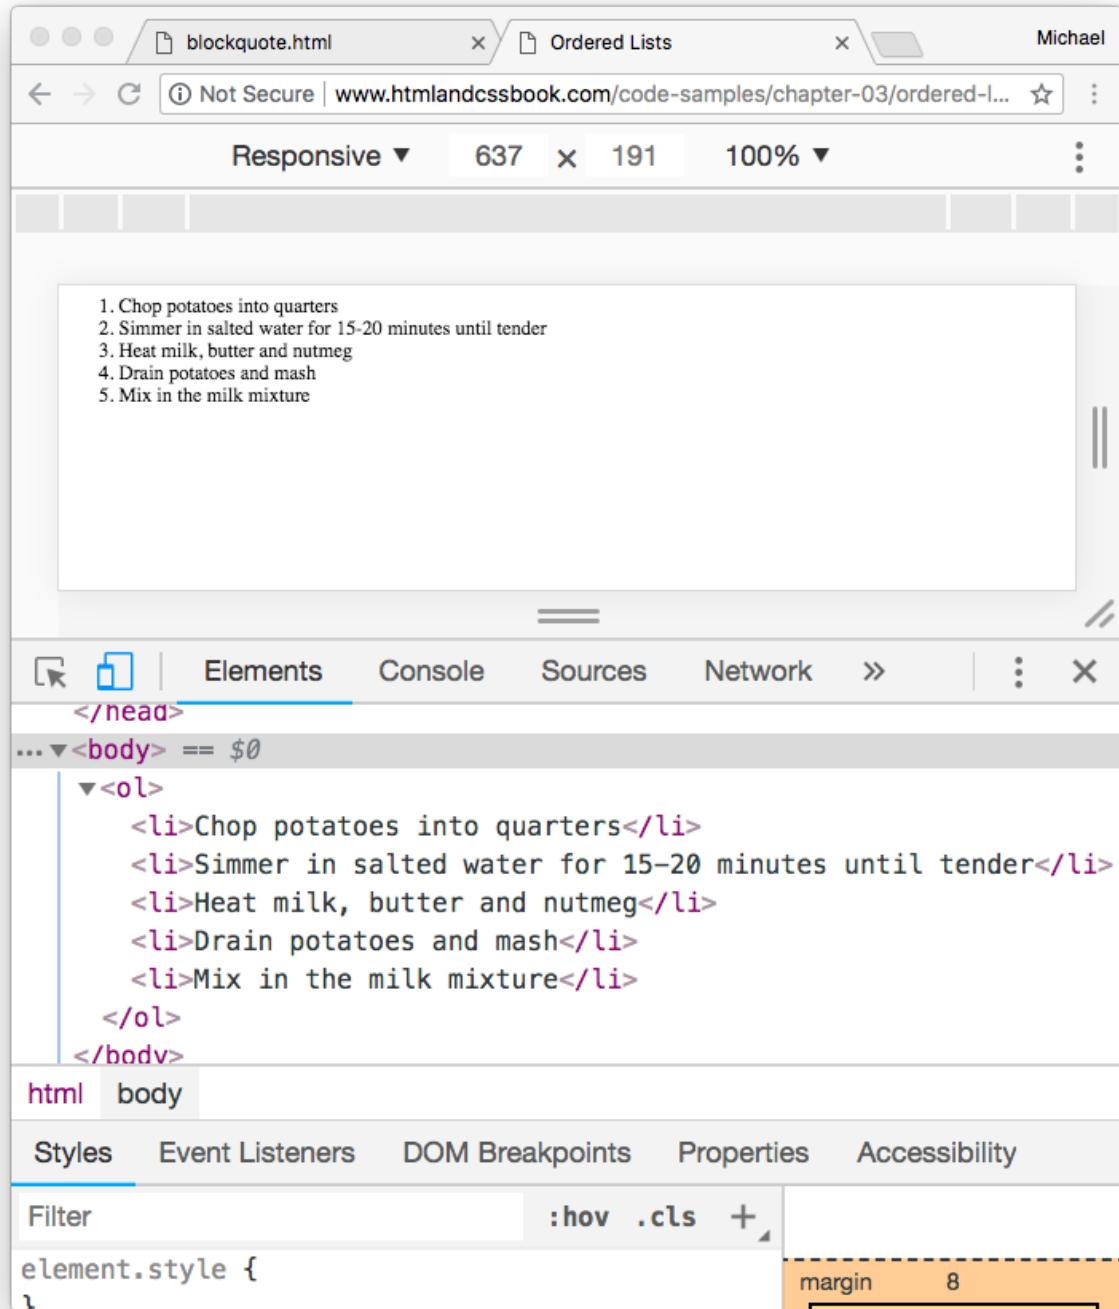 blockquote.html × Ordered Lists × Michael
Not Secure | www.htmlandcssbook.com/code-samples/chapter-03/ordered-l...
Responsive ▼ 637 × 191 100% ▼
1. Chop potatoes into quarters
2. Simmer in salted water for 15-20 minutes until tender
3. Heat milk, butter and nutmeg
4. Drain potatoes and mash
5. Mix in the milk mixture
Elements Console Sources Network »
</head>
... ▼<body> == $0
▼<ol>
<li>Chop potatoes into quarters</li>
<li>Simmer in salted water for 15–20 minutes until tender</li>
<li>Heat milk, butter and nutmeg</li>
<li>Drain potatoes and mash</li>
<li>Mix in the milk mixture</li>
</ol>
</body>
html body
Styles Event Listeners DOM Breakpoints Properties Accessibility
Filter :hov .cls +
element.style {
}
margin 8